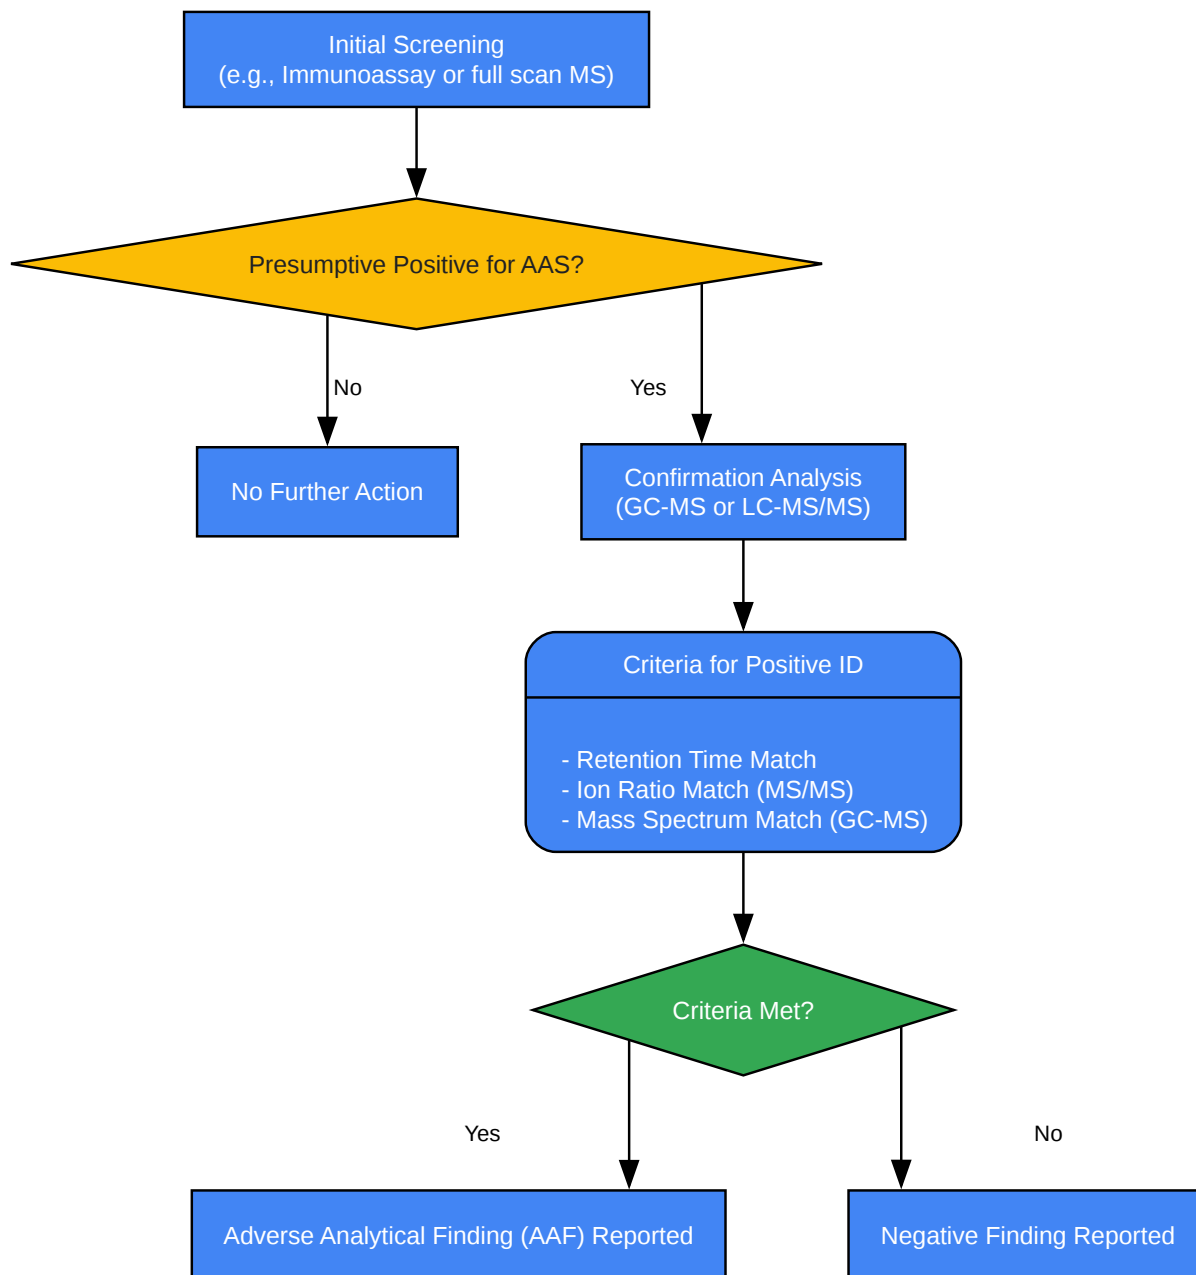 Initial Screening
(e.g., Immunoassay or full scan MS)
Presumptive Positive for AAS?
No
Yes
No Further Action
Confirmation Analysis
(GC-MS or LC-MS/MS)
Criteria for Positive ID
- Retention Time Match
- Ion Ratio Match (MS/MS)
- Mass Spectrum Match (GC-MS)
Criteria Met?
Yes
No
Adverse Analytical Finding (AAF) Reported
Negative Finding Reported